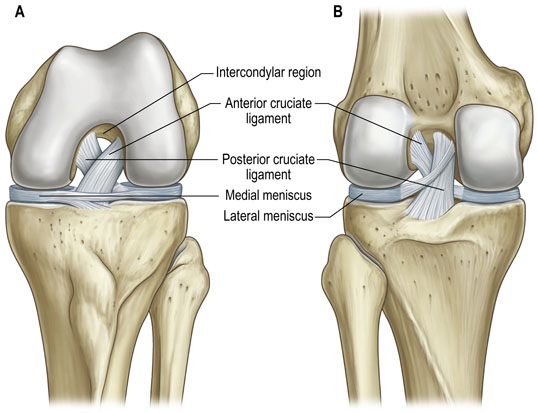 A
B
Intercondylar region
Anterior cruciate
ligament
Posterior cruciate
ligament
Medial meniscus
Lateral meniscus